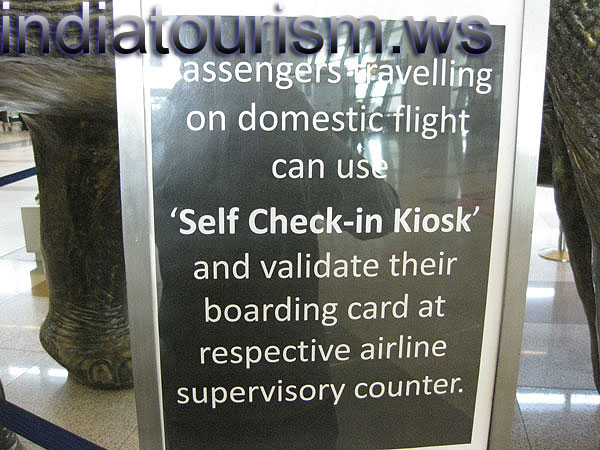 indiatourism.ws
Passengers travelling
on domestic flight
can use
‘Self Check-in Kiosk’
and validate their
boarding card at
respective airline
supervisory counter.